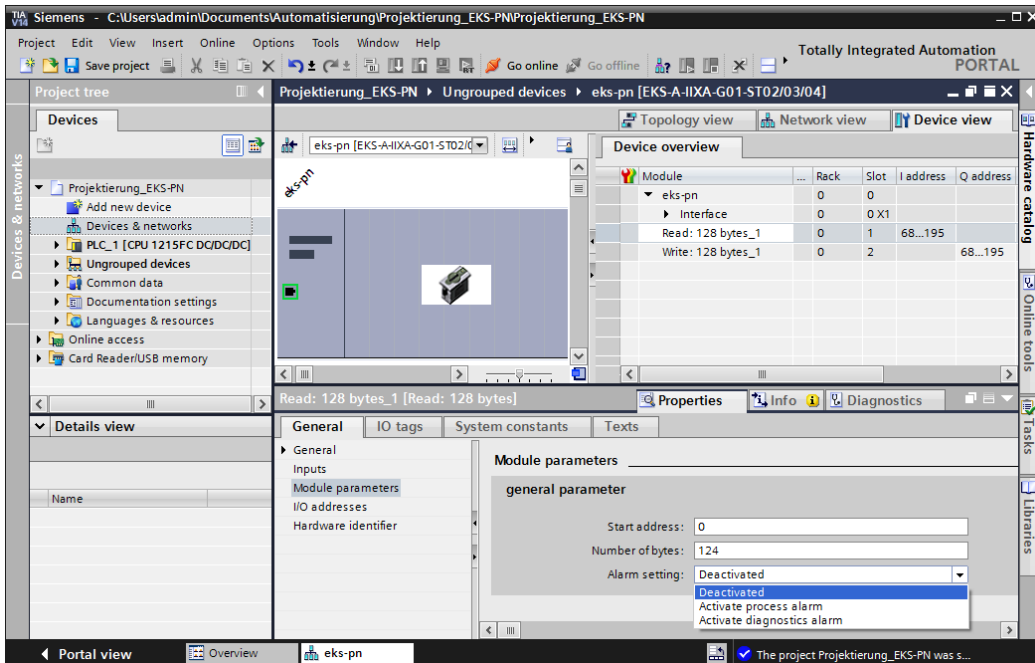 TIA V14 Siemens - C:\Users\admin\Documents\Automatisierung\Projektierung_EKS-PN\Projektierung_EKS-PN
Project Edit View Insert Online Options Tools Window Help
Totally Integrated Automation
PORTAL
Save project Go online Go offline
Project tree
Devices
Projektierung_EKS-PN
Add new device
Devices & networks
PLC_1 [CPU 1215FC DC/DC/DC]
Ungrouped devices
Common data
Documentation settings
Languages & resources
Online access
Card Reader/USB memory
Details view
Name
Devices & networks
Projektierung_EKS-PN Ungrouped devices eks-pn [EKS-A-IIXA-G01-ST02/03/04]
Topology view Network view Device view
eks-pn [EKS-A-IIXA-G01-ST02/0
eks-pn
Device overview
Module ... Rack Slot I address Q address
eks-pn 0 0
Interface 0 0 X1
Read: 128 bytes_1 0 1 68...195
Write: 128 bytes_1 0 2 68...195
Read: 128 bytes_1 [Read: 128 bytes]
Properties Info Diagnostics
General IO tags System constants Texts
General
Inputs
Module parameters
I/O addresses
Hardware identifier
Module parameters
general parameter
Start address: 0
Number of bytes: 124
Alarm setting: Deactivated
Deactivated
Activate process alarm
Activate diagnostics alarm
Hardware catalog
Online tools
Tasks
Libraries
Portal view Overview eks-pn
The project Projektierung_EKS-PN was s...